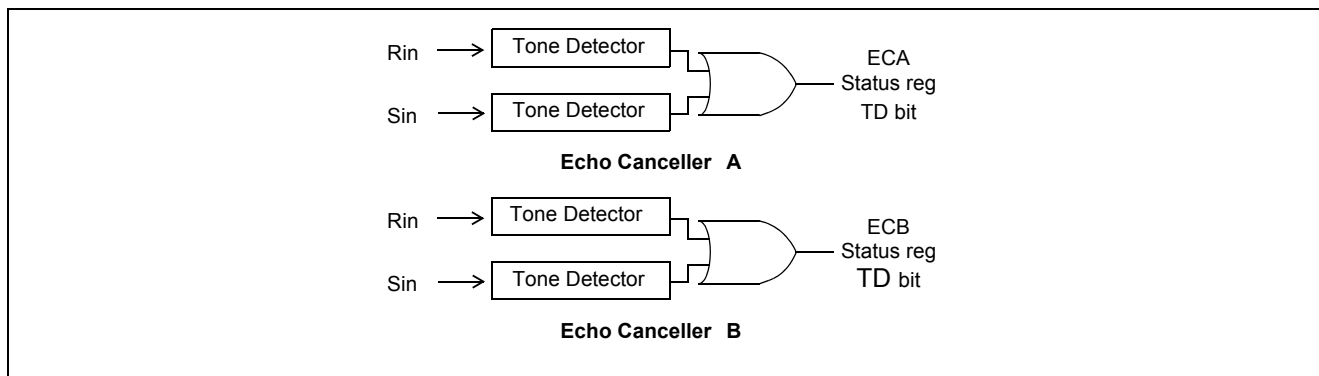 Rin
Tone Detector
Sin
Tone Detector
ECA
Status reg
TD bit
Echo Canceller A
Rin
Tone Detector
Sin
Tone Detector
ECB
Status reg
TD bit
Echo Canceller B